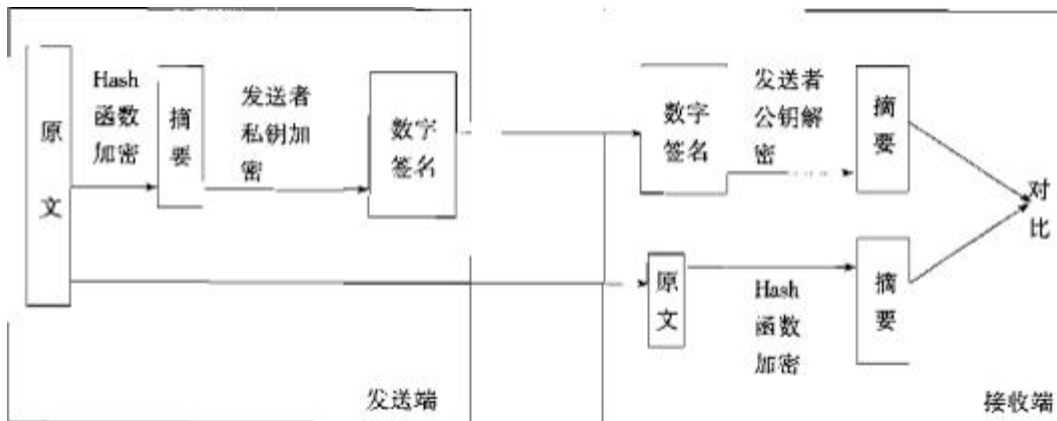 原
文
Hash
函数
加密
摘
要
发送者
私钥加
密
数字
签名
发送端
数字
签名
发送者
公钥解
密
摘
要
原
文
Hash
函数
加密
摘
要
对
比
接收端